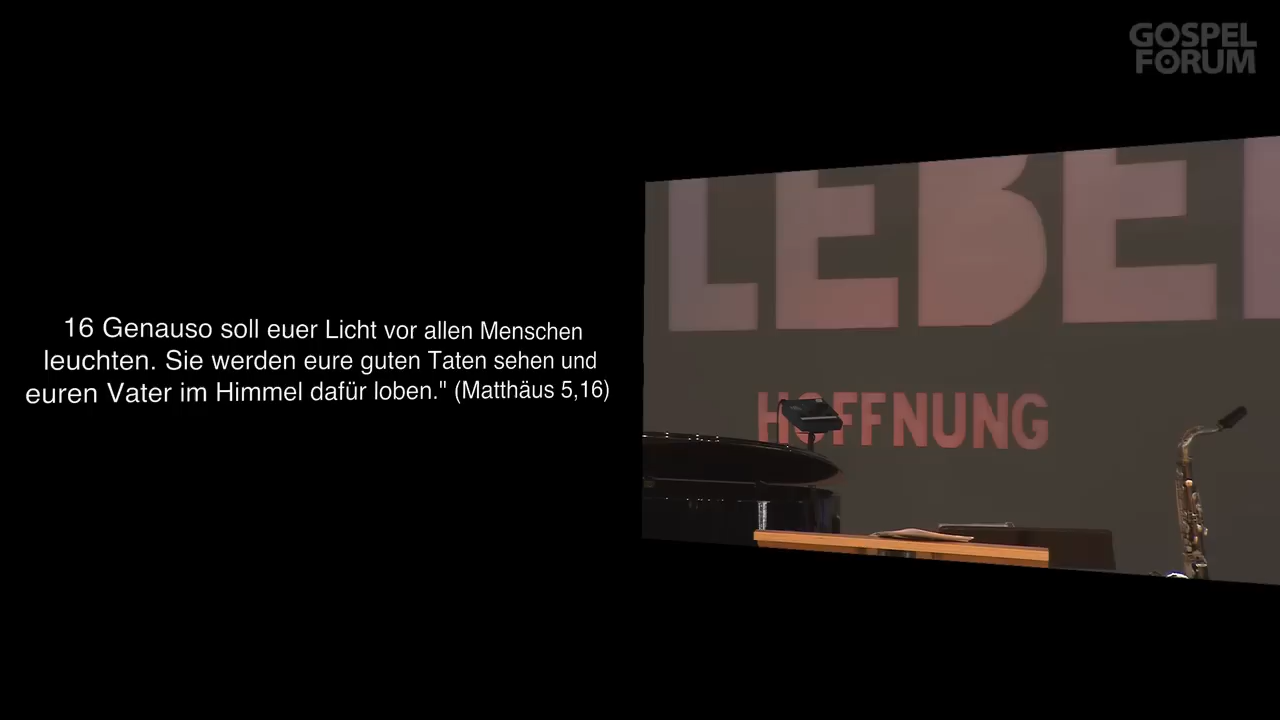 GOSPEL
FORUM
LEBE
HOFFNUNG
16 Genauso soll euer Licht vor allen Menschen
leuchten. Sie werden eure guten Taten sehen und
euren Vater im Himmel dafür loben." (Matthäus 5,16)